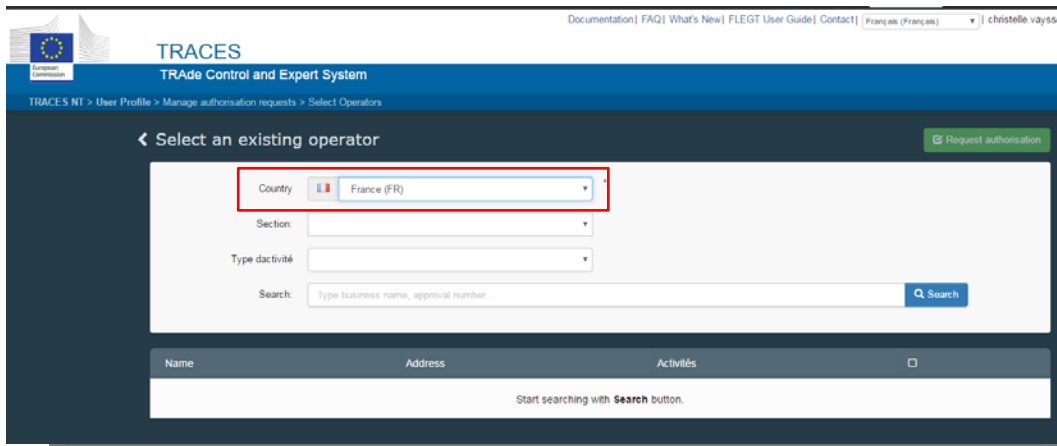 Documentation| FAQ| What's New| FLEGT User Guide| Contact| Français (Français) | christelle.vayss
European
Commission
TRACES
TRAde Control and Expert System
TRACES NT > User Profile > Manage authorisation requests > Select Operators
Select an existing operator
Request authorisation
Country France (FR) *
Section:
Type dactivité
Search: Type business name, approval number... Search
Name Address Activités
Start searching with Search button.